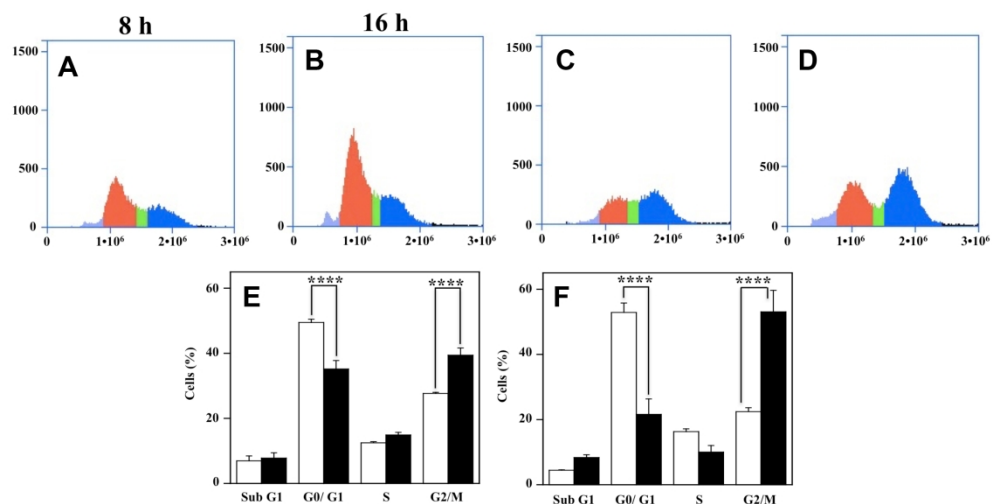 8 h
16 h
A
B
C
D
1500
1000
500
0
0
1•10⁶
2•10⁶
3•10⁶
1500
1000
500
0
0
1•10⁶
2•10⁶
3•10⁶
1500
1000
500
0
0
1•10⁶
2•10⁶
3•10⁶
1500
1000
500
0
0
1•10⁶
2•10⁶
3•10⁶
E
****
****
60
40
20
0
Cells (%)
Sub G1
G0/ G1
S
G2/M
F
****
****
60
40
20
0
Cells (%)
Sub G1
G0/ G1
S
G2/M